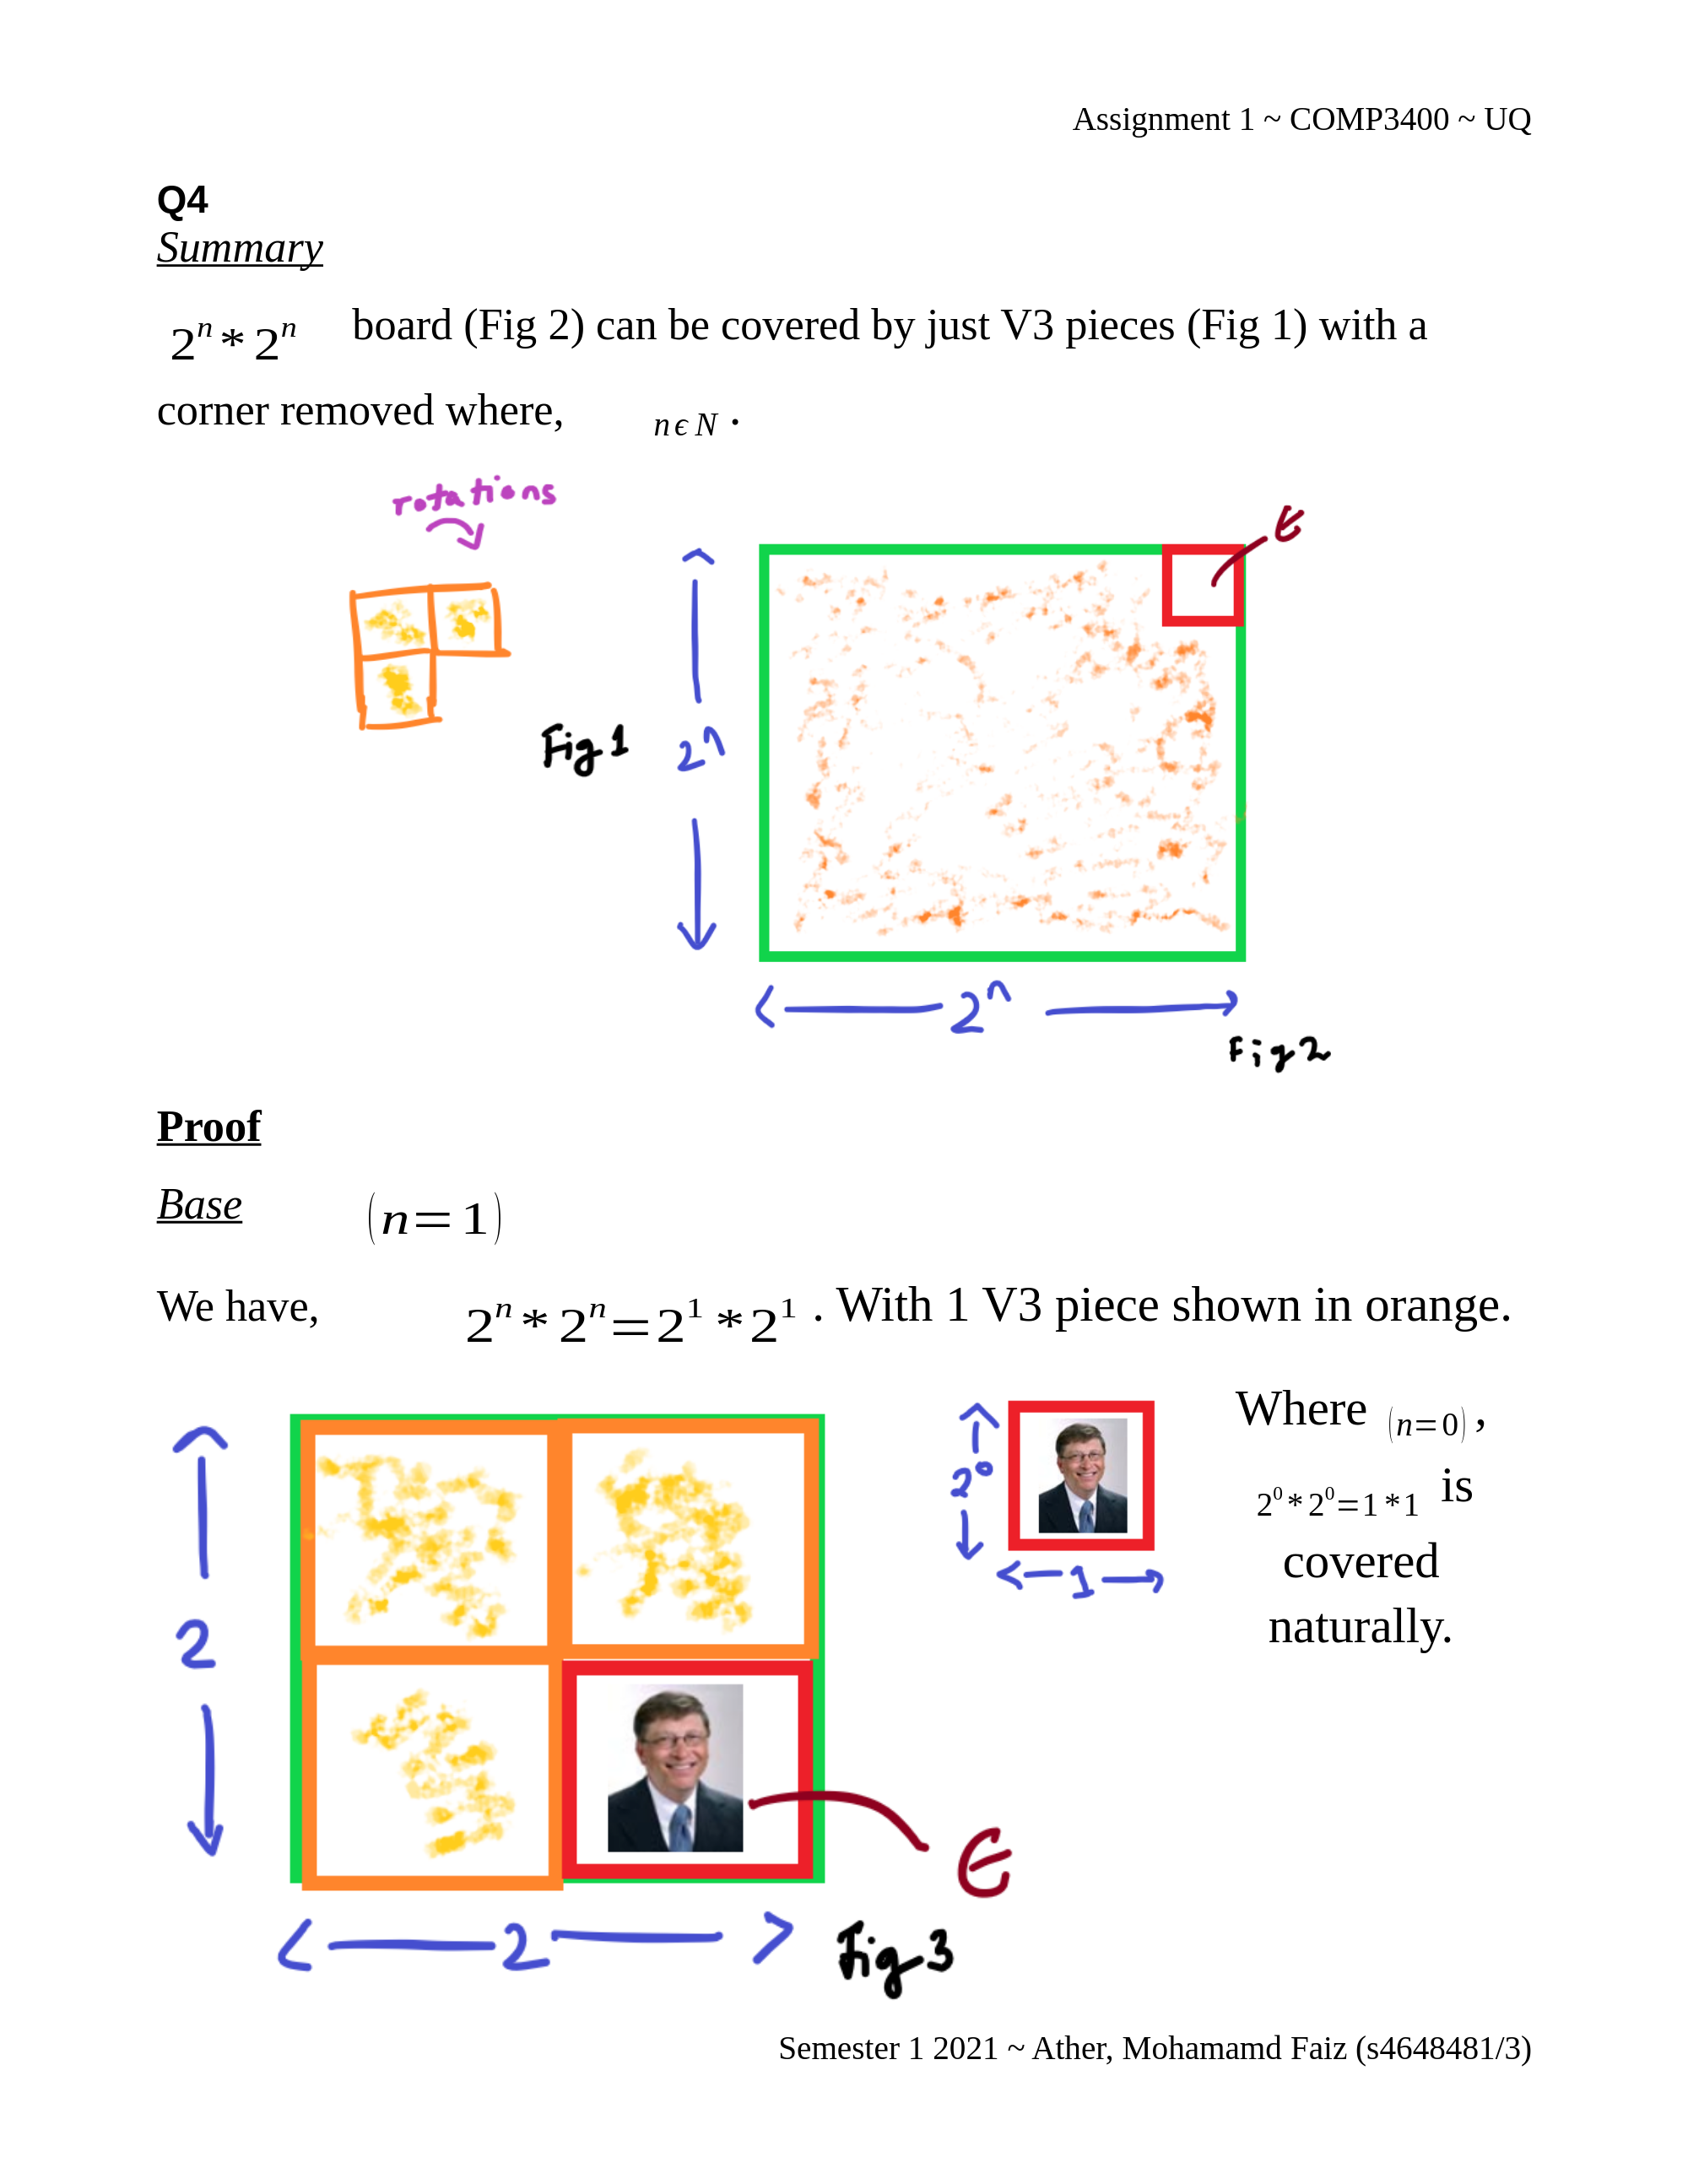 Assignment 1 ~ COMP3400 ~ UQ
Q4
Summary
2^n * 2^n board (Fig 2) can be covered by just V3 pieces (Fig 1) with a
corner removed where, n ϵ N .
rotations
Fig 1
2^n
t
2^n
Fig 2
Proof
Base (n = 1)
We have, 2^n * 2^n = 2^1 * 2^1 . With 1 V3 piece shown in orange.
2
2
2^0
1
Where (n = 0) ,
2^0 * 2^0 = 1 * 1 is
covered
naturally.
t
Fig 3
Semester 1 2021 ~ Ather, Mohamamd Faiz (s4648481/3)